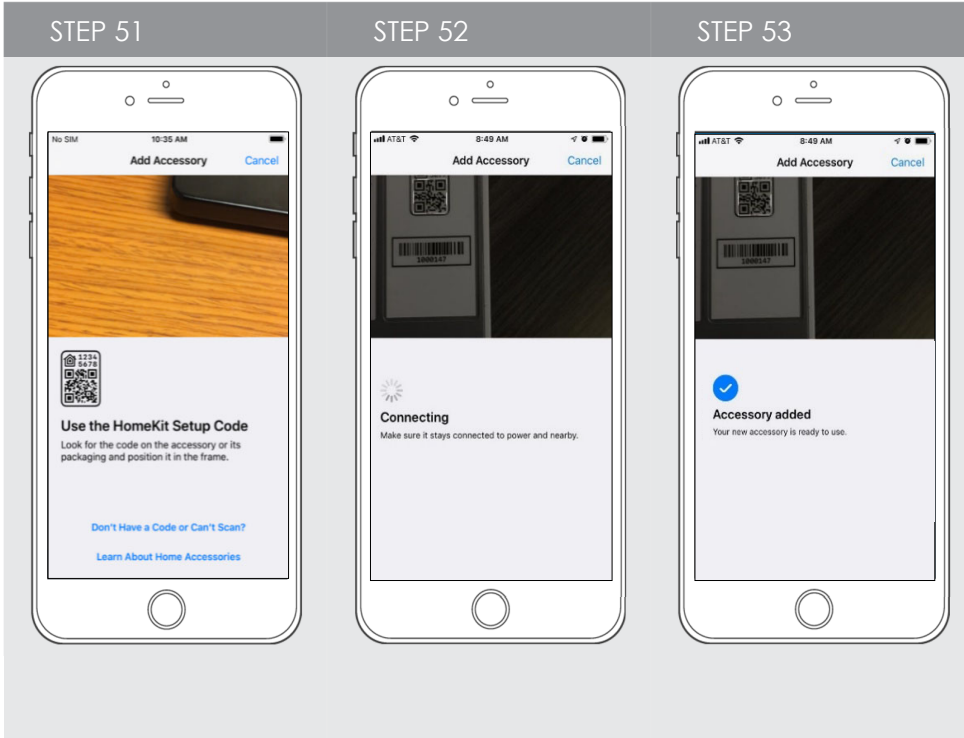 STEP 51
No SIM 10:35 AM
Add Accessory Cancel
1234
5678
Use the HomeKit Setup Code
Look for the code on the accessory or its
packaging and position it in the frame.
Don't Have a Code or Can't Scan?
Learn About Home Accessories
STEP 52
AT&T 8:49 AM
Add Accessory Cancel
1000147
Connecting
Make sure it stays connected to power and nearby.
STEP 53
AT&T 8:49 AM
Add Accessory Cancel
1000147
Accessory added
Your new accessory is ready to use.